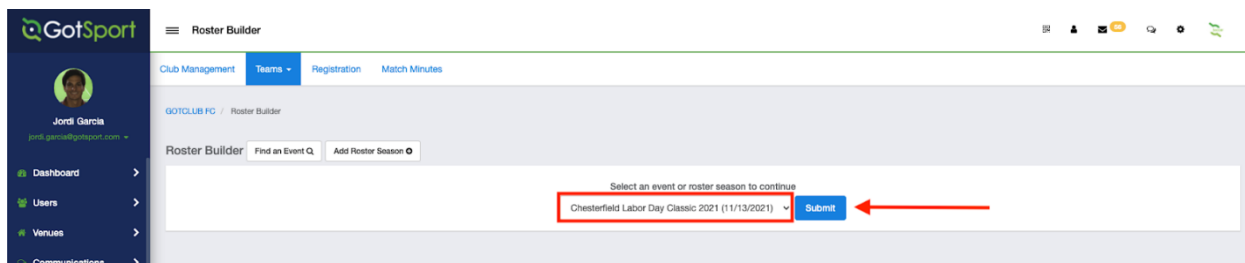 GotSport
Roster Builder
Club Management Teams Registration Match Minutes
GOTCLUB FC / Roster Builder
Jordi Garcia
jordi.garcia@gotsport.com
Roster Builder Find an Event Add Roster Season
Dashboard
Select an event or roster season to continue
Users
Chesterfield Labor Day Classic 2021 (11/13/2021) Submit
Venues
Communications